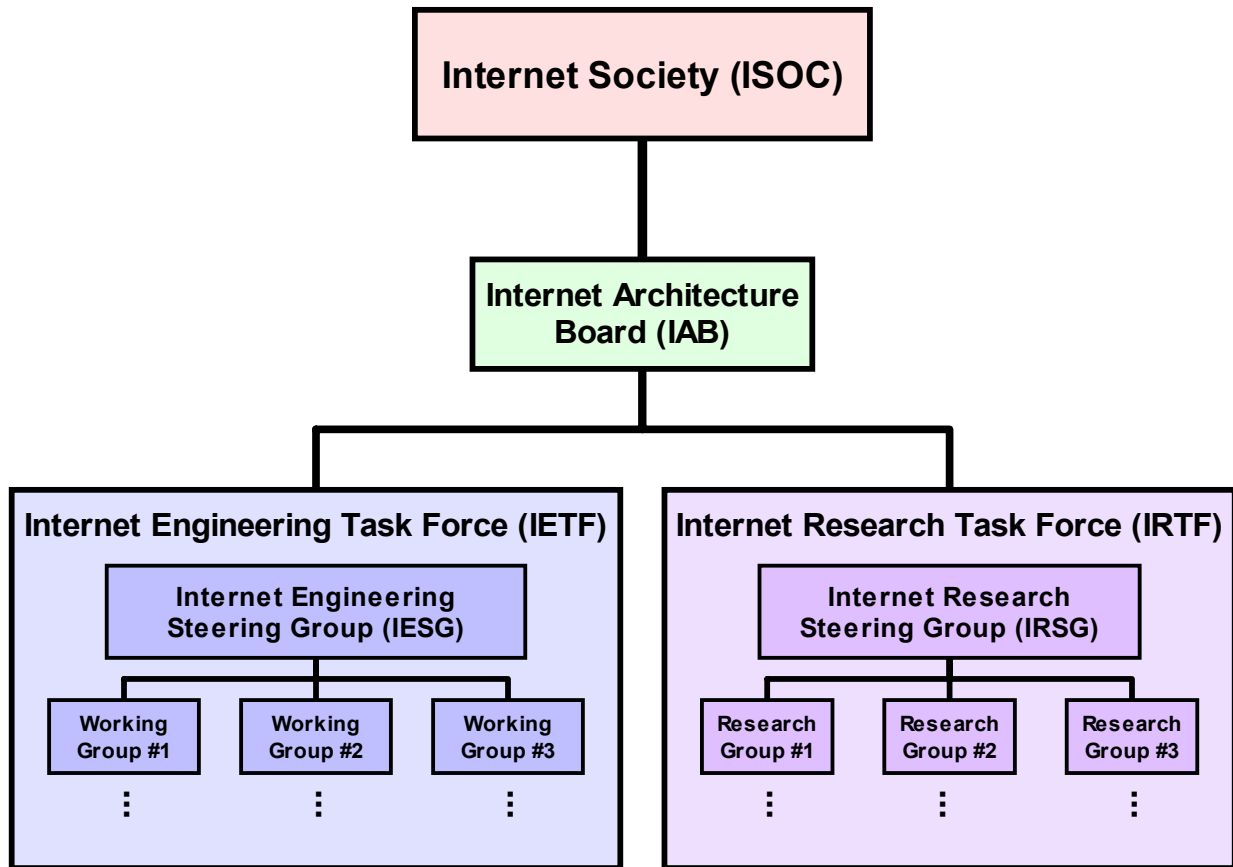 Internet Society (ISOC)
Internet Architecture
Board (IAB)
Internet Engineering Task Force (IETF)
Internet Engineering
Steering Group (IESG)
Working
Group #1
Working
Group #2
Working
Group #3
Internet Research Task Force (IRTF)
Internet Research
Steering Group (IRSG)
Research
Group #1
Research
Group #2
Research
Group #3